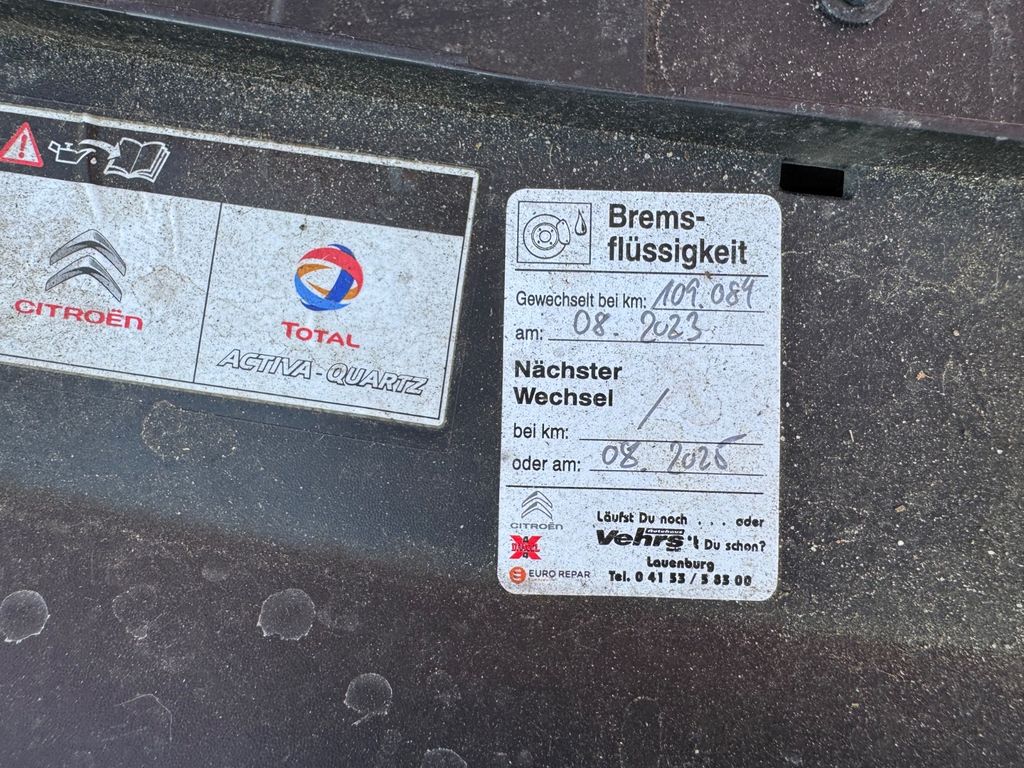 CITROËN
TOTAL
ACTIVA - QUARTZ
Brems-
flüssigkeit
Gewechselt bei km: 109.084
am: 08. 2023
Nächster
Wechsel
bei km: /
oder am: 08. 2025
CITROËN
Läufst Du noch . . . oder
Autohaus
Vehrs 't Du schon?
Lauenburg
EURO REPAR
Tel. 0 41 53 / 5 83 00